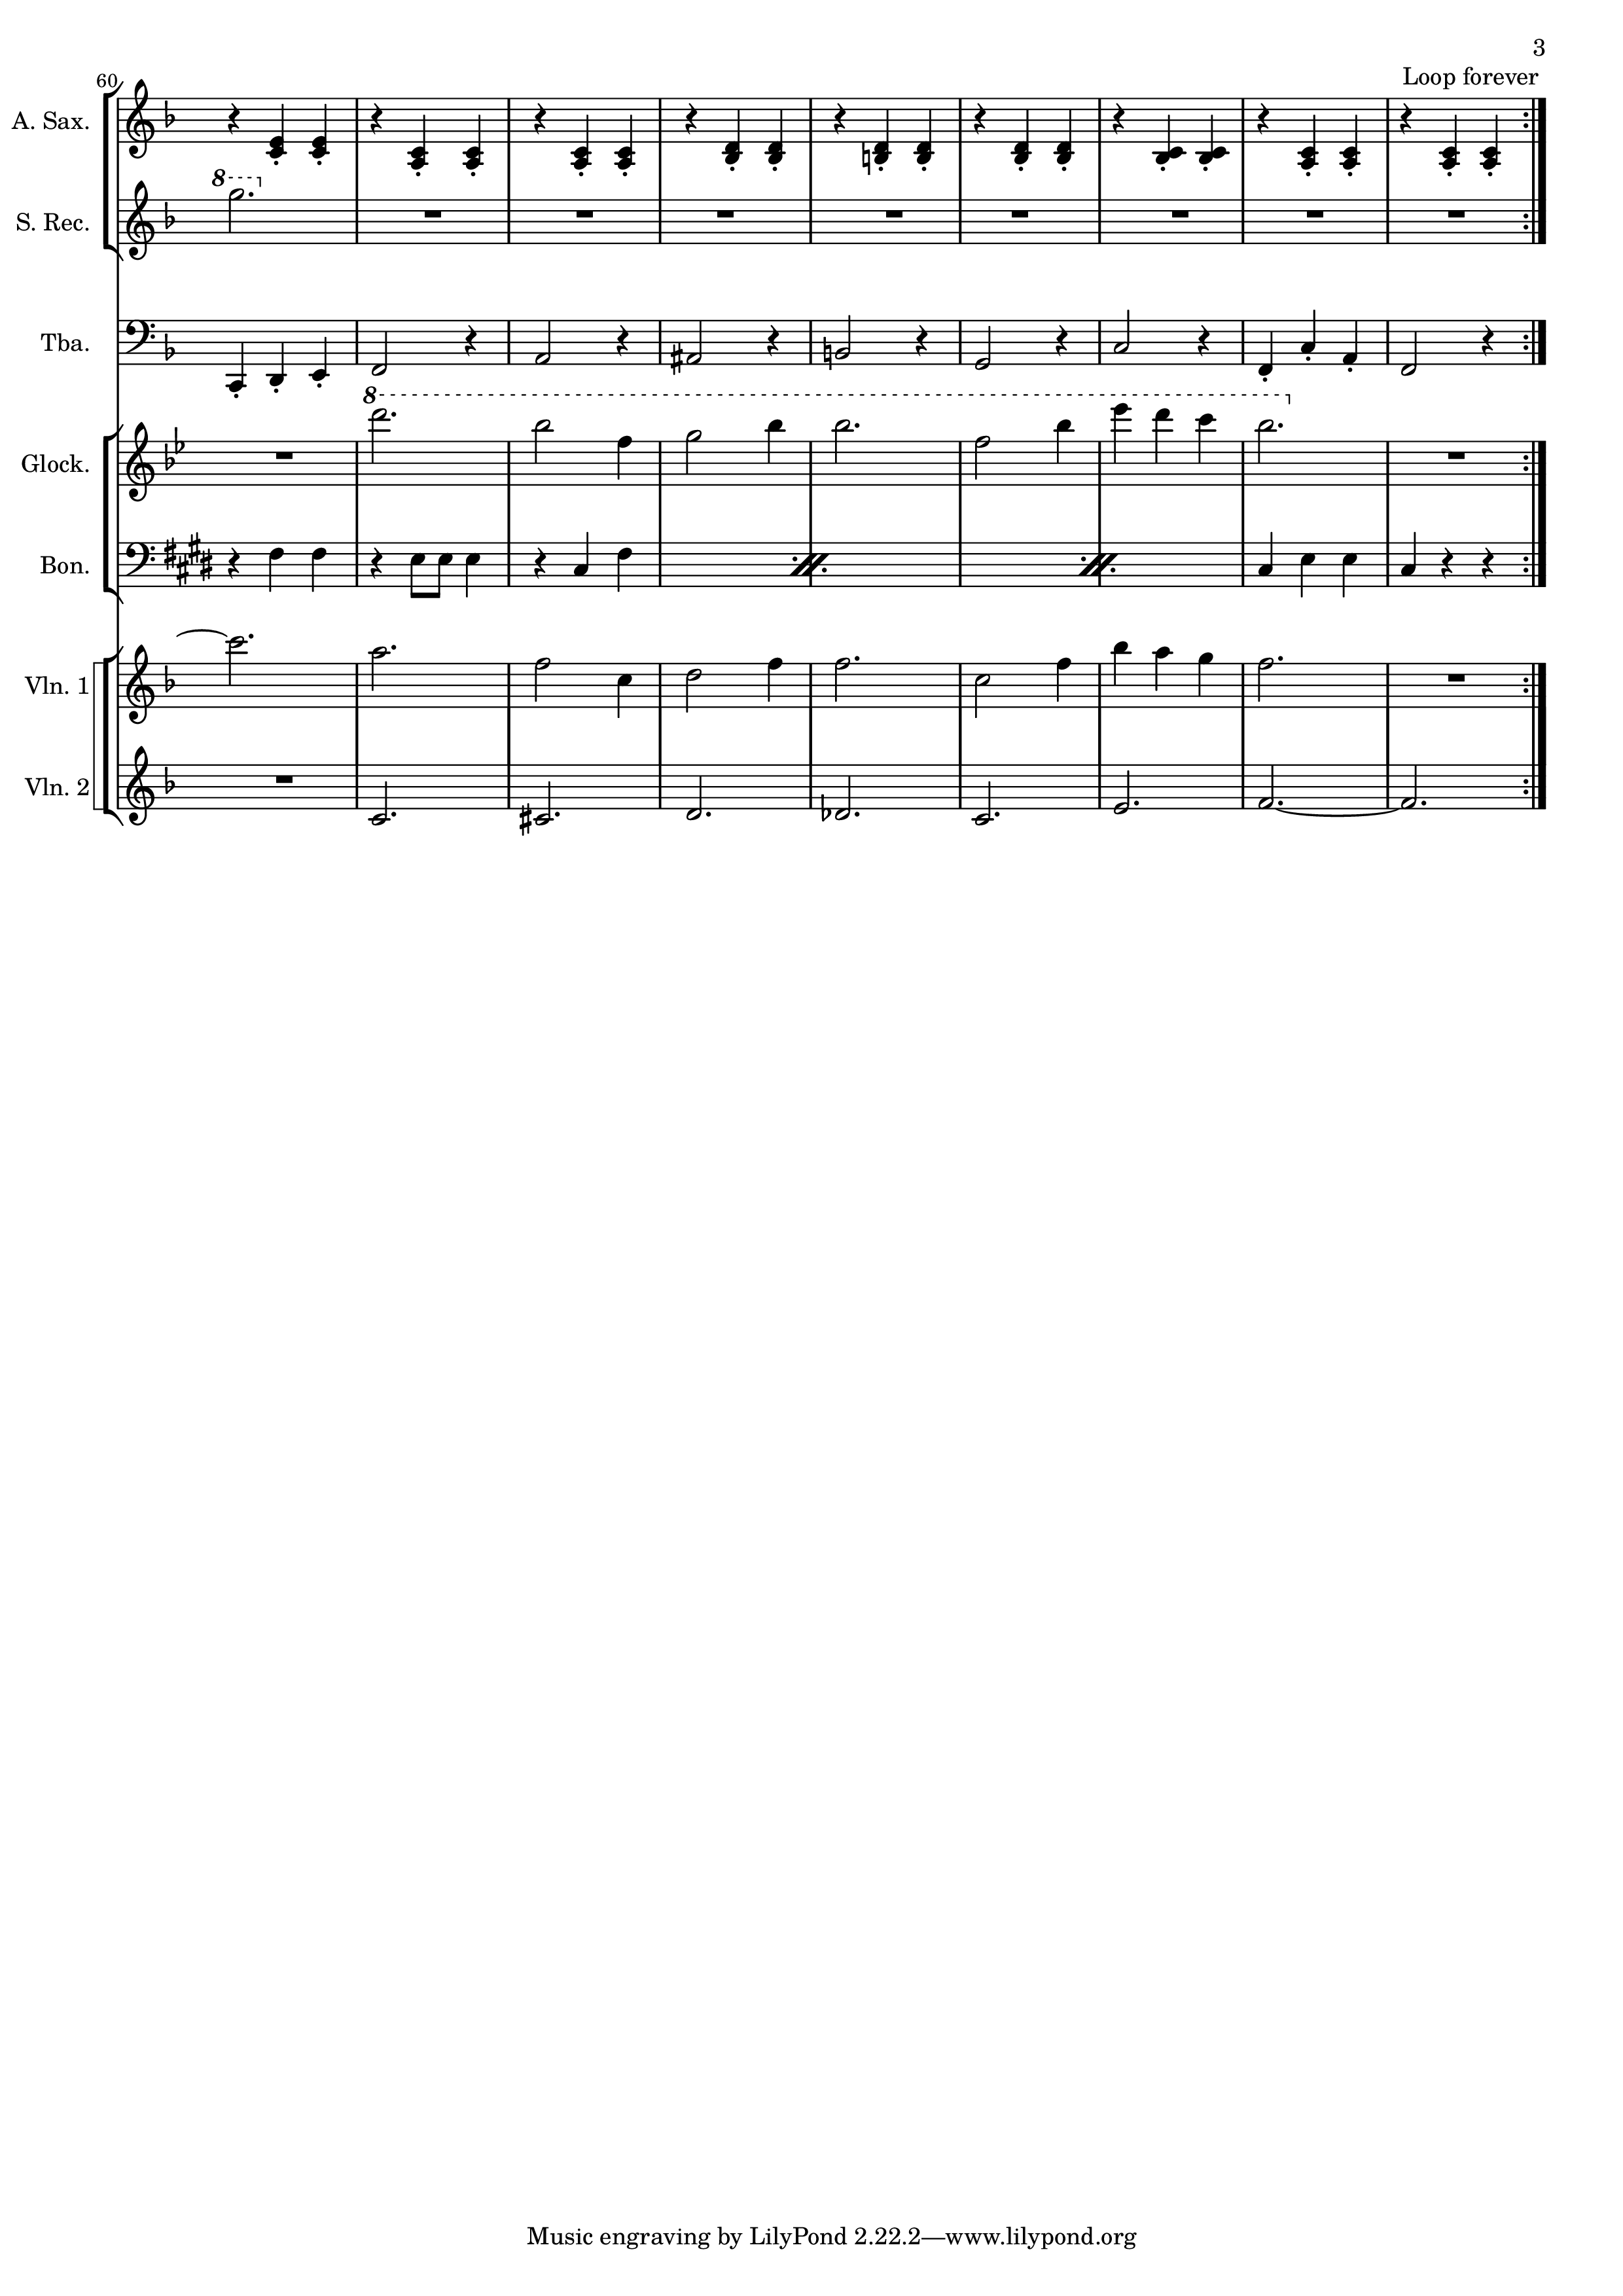 3
Loop forever
60
A. Sax.
8
S. Rec.
Tba.
8
Glock.
Bon.
Vln. 1
Vln. 2
Music engraving by LilyPond 2.22.2—www.lilypond.org